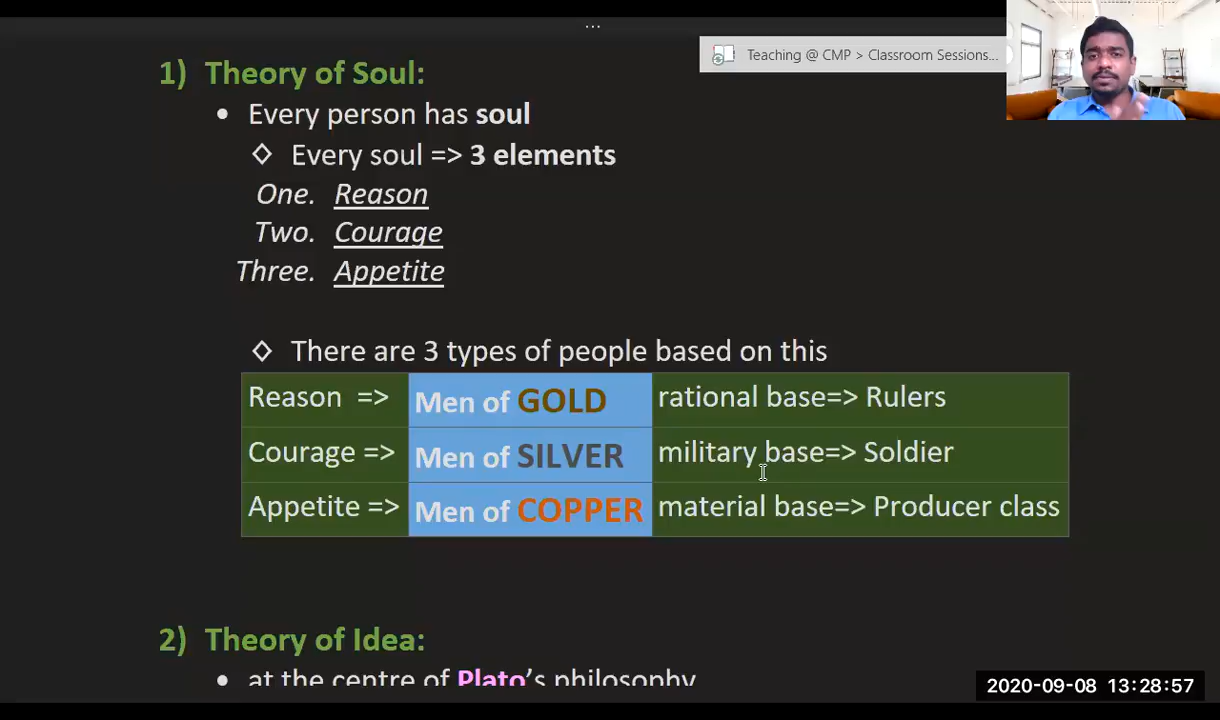 ...
Teaching @ CMP > Classroom Sessions...
1) Theory of Soul:
• Every person has soul
◇ Every soul => 3 elements
One. Reason
Two. Courage
Three. Appetite
◇ There are 3 types of people based on this
Reason => Men of GOLD rational base=> Rulers
Courage => Men of SILVER military base=> Soldier
Appetite => Men of COPPER material base=> Producer class
2) Theory of Idea:
• at the centre of Plato's philosophy
2020-09-08 13:28:57